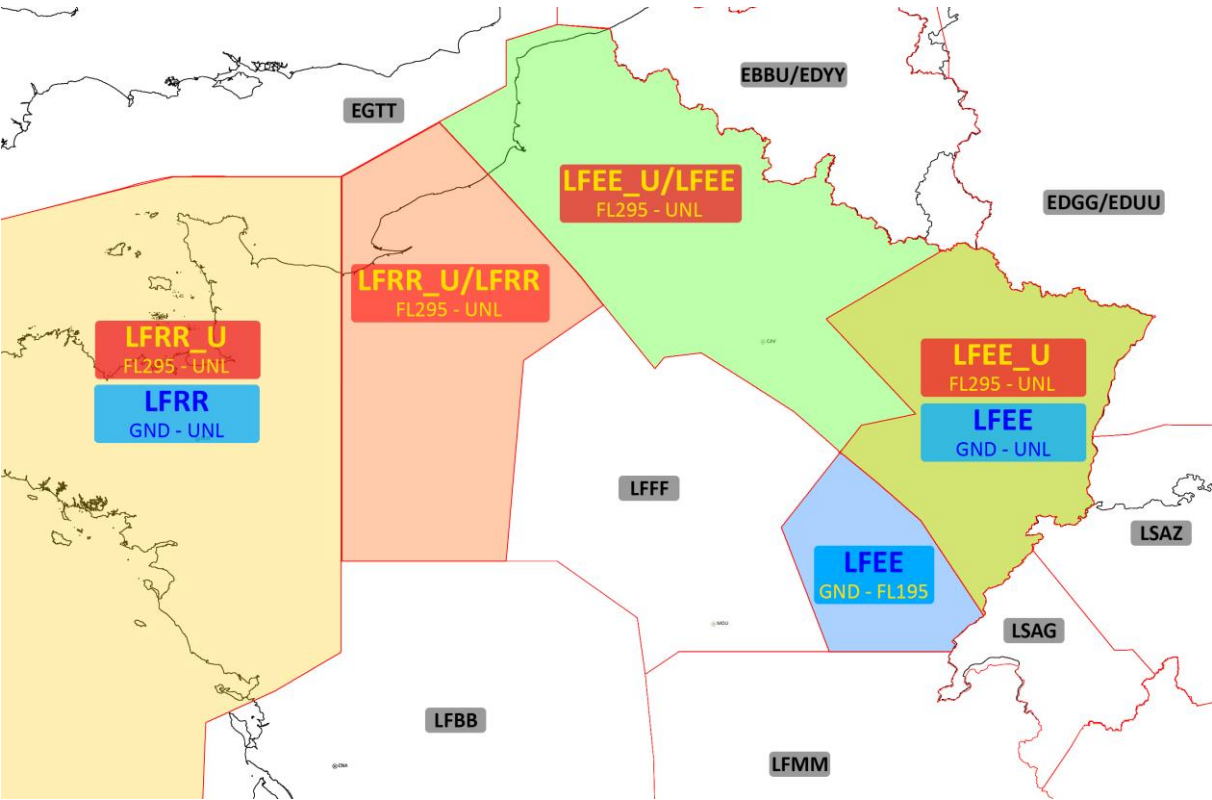 EBBU/EDYY
EGTT
LFEE_U/LFEE
FL295 - UNL
EDGG/EDUU
LFRR_U/LFRR
FL295 - UNL
LFRR_U
FL295 - UNL
LFRR
GND - UNL
LFEE_U
FL295 - UNL
LFEE
GND - UNL
LFFF
LSAZ
LFEE
GND - FL195
LSAG
LFBB
LFMM